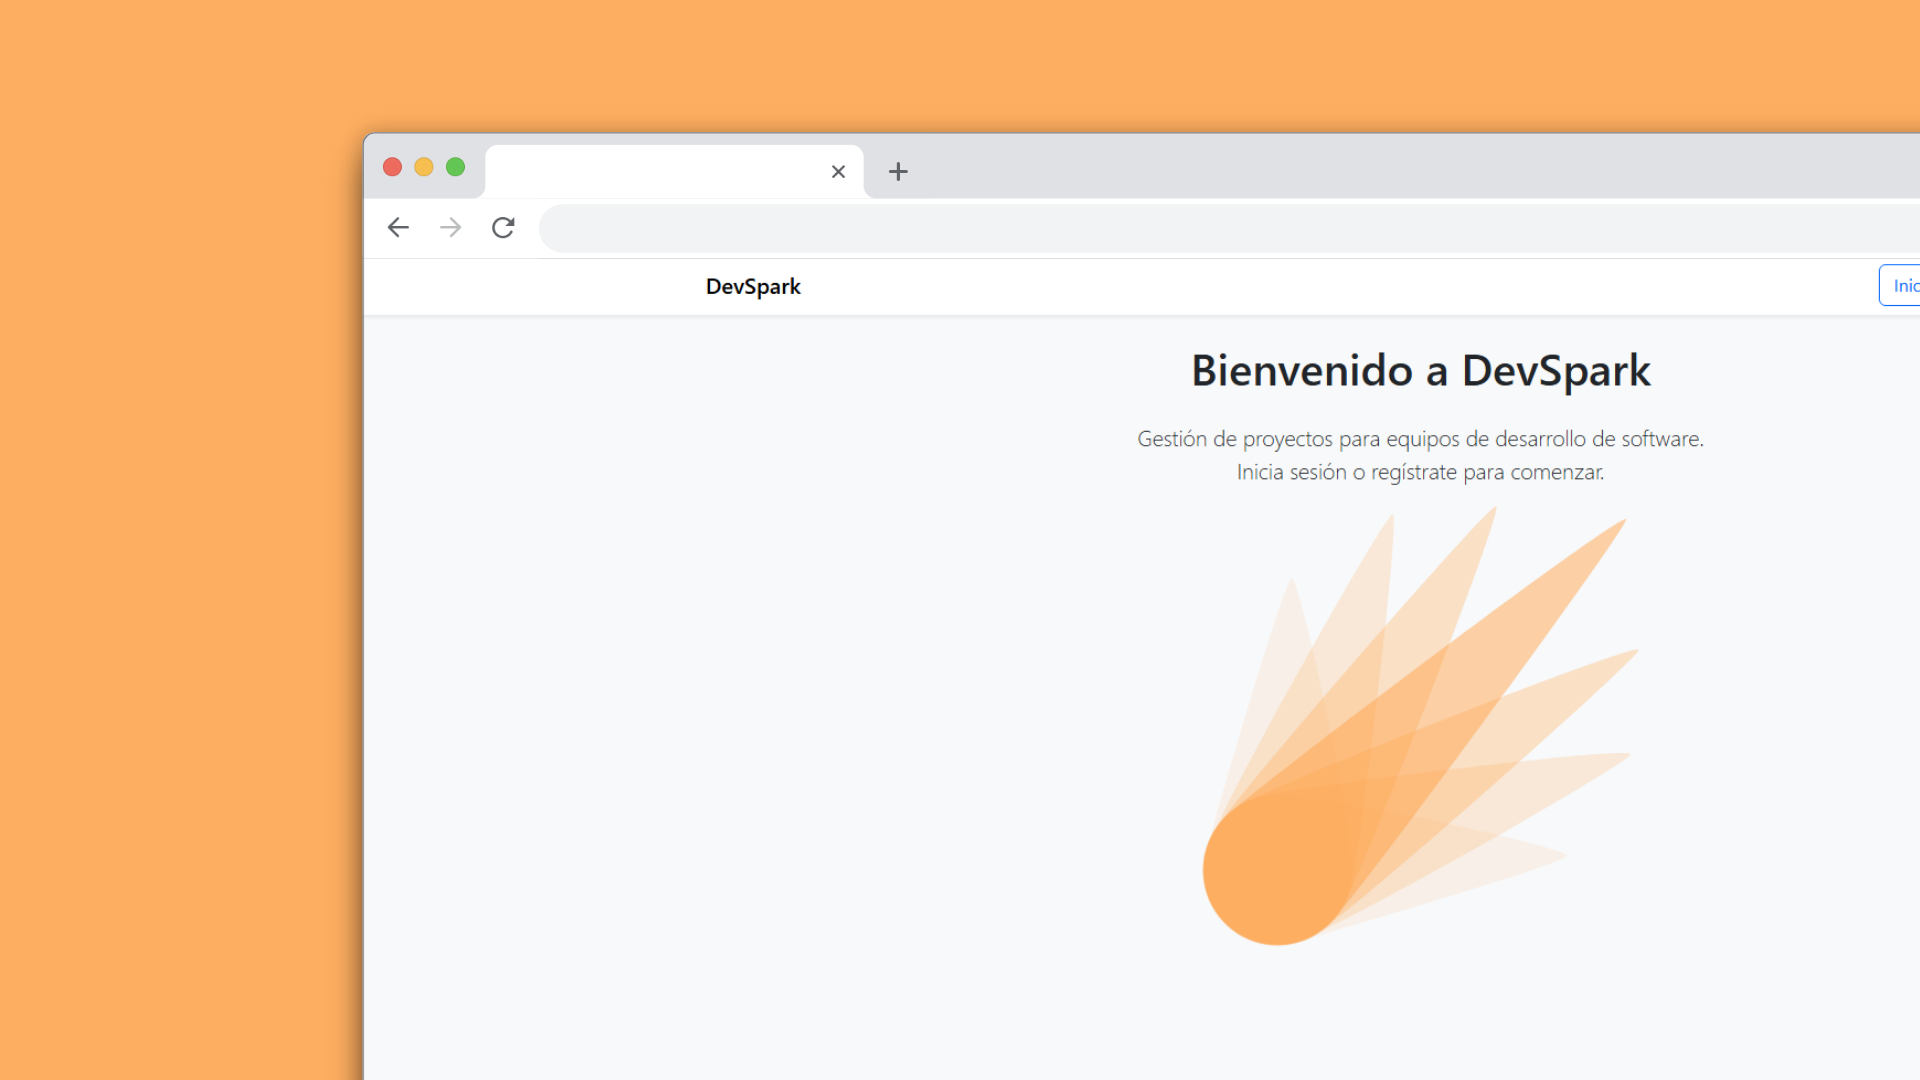 DevSpark
Inic
Bienvenido a DevSpark
Gestión de proyectos para equipos de desarrollo de software.
Inicia sesión o regístrate para comenzar.